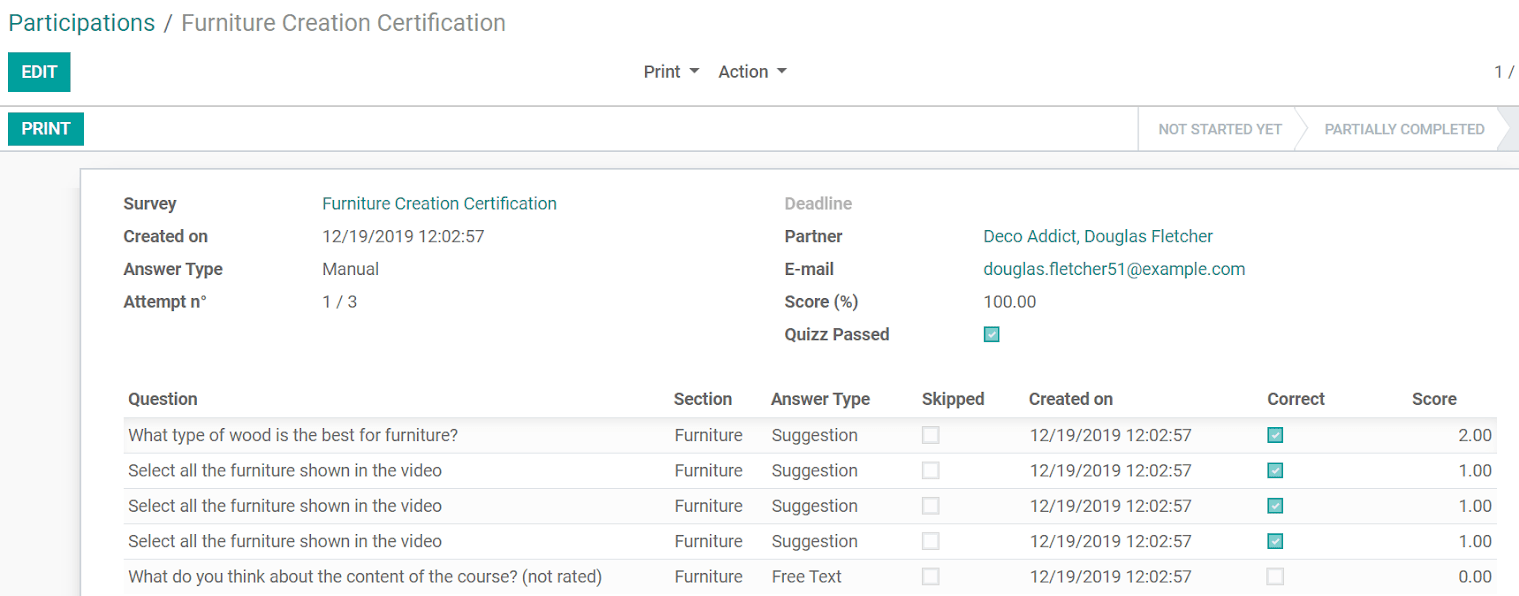 Participations / Furniture Creation Certification
EDIT
Print Action 1 /
PRINT NOT STARTED YET PARTIALLY COMPLETED
Survey Furniture Creation Certification Deadline
Created on 12/19/2019 12:02:57 Partner Deco Addict, Douglas Fletcher
Answer Type Manual E-mail douglas.fletcher51@example.com
Attempt n° 1 / 3 Score (%) 100.00
Quizz Passed
Question Section Answer Type Skipped Created on Correct Score
What type of wood is the best for furniture? Furniture Suggestion 12/19/2019 12:02:57 2.00
Select all the furniture shown in the video Furniture Suggestion 12/19/2019 12:02:57 1.00
Select all the furniture shown in the video Furniture Suggestion 12/19/2019 12:02:57 1.00
Select all the furniture shown in the video Furniture Suggestion 12/19/2019 12:02:57 1.00
What do you think about the content of the course? (not rated) Furniture Free Text 12/19/2019 12:02:57 0.00